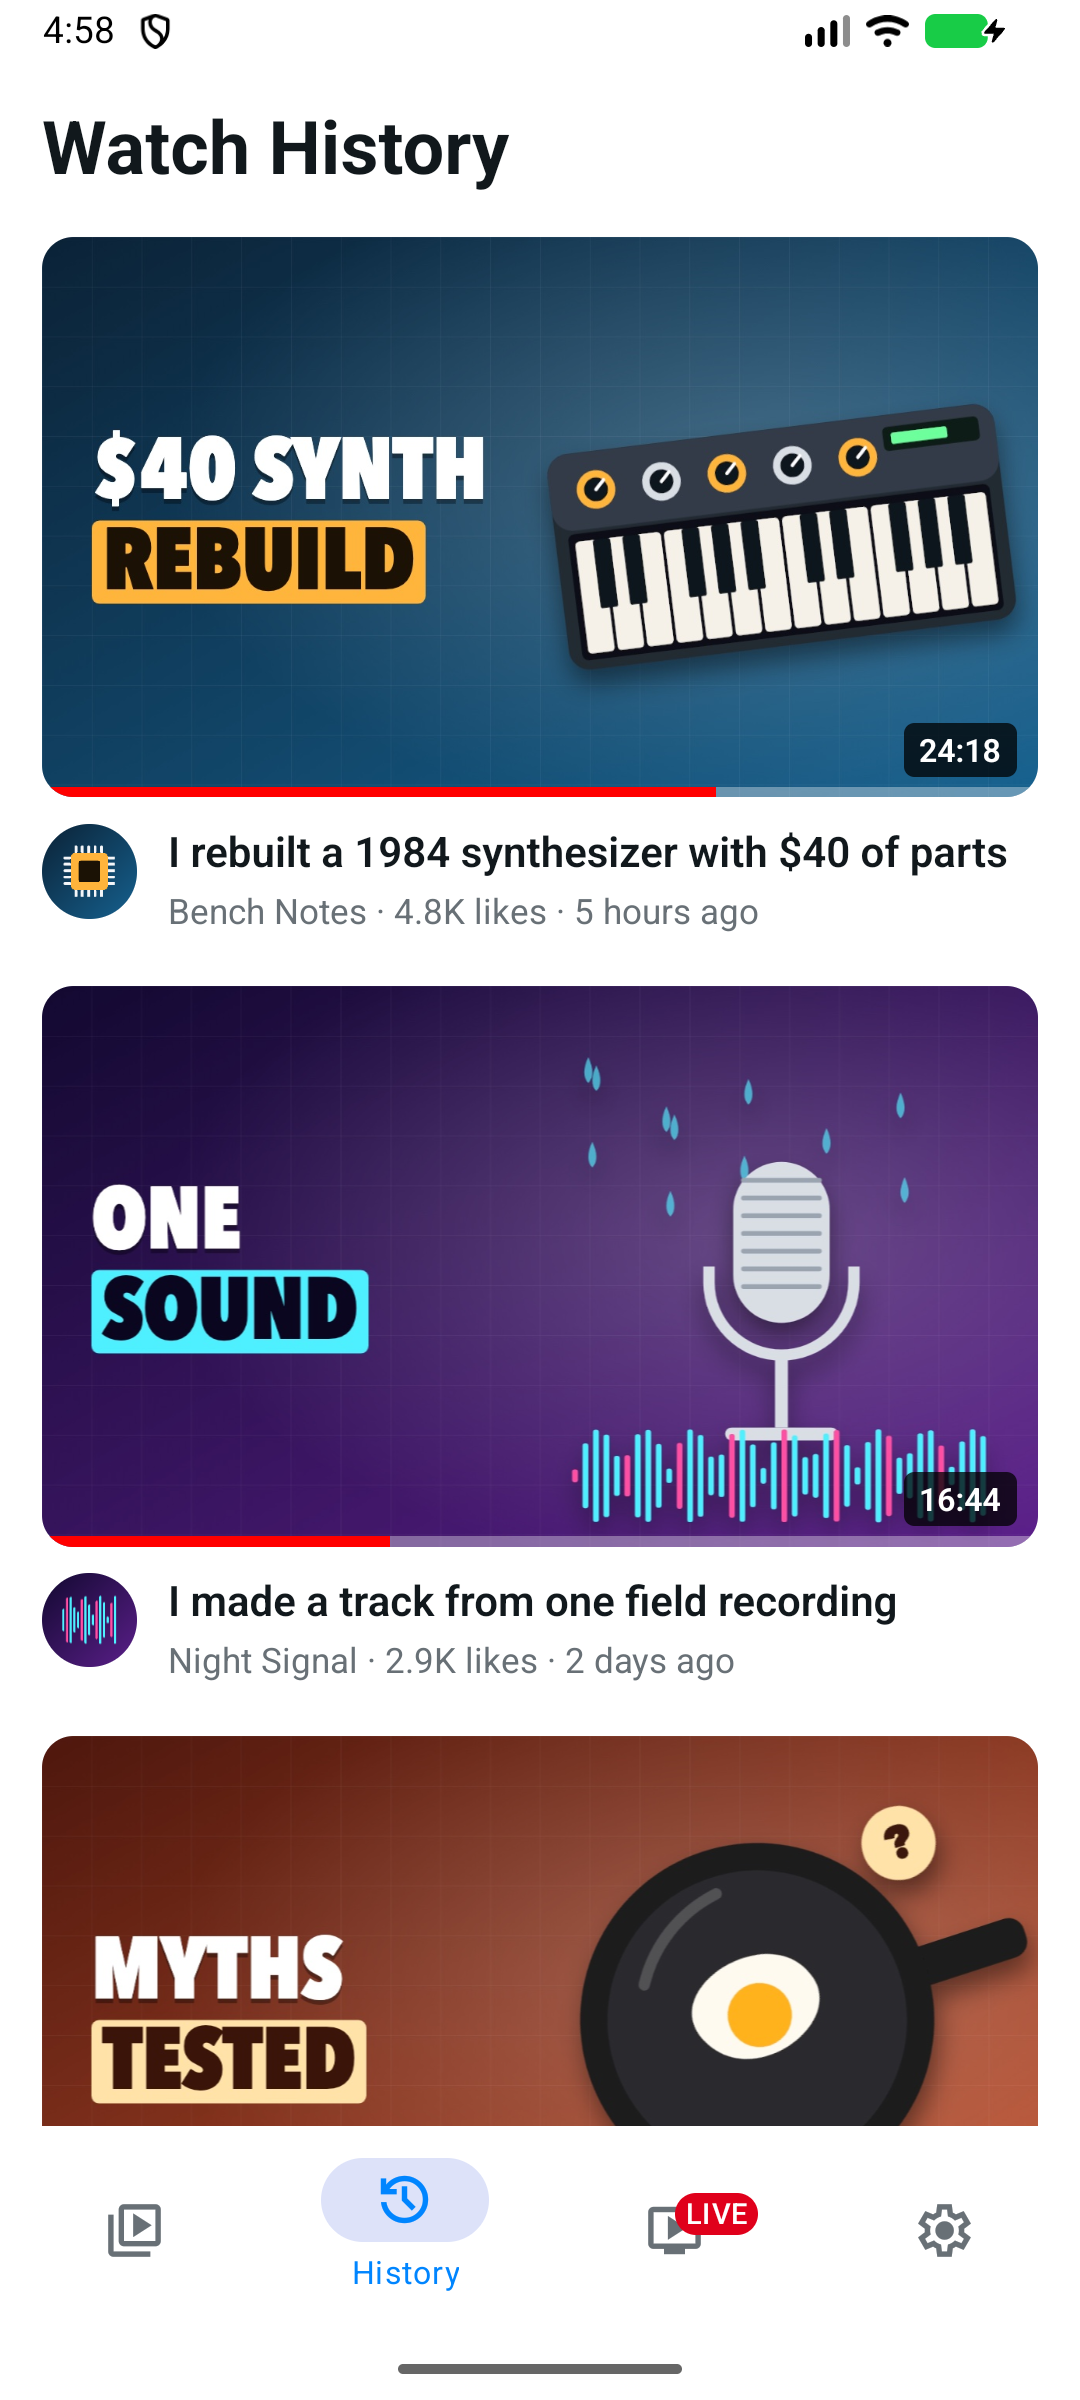 4:58
Watch History
$40 SYNTH
REBUILD
24:18
I rebuilt a 1984 synthesizer with $40 of parts
Bench Notes · 4.8K likes · 5 hours ago
ONE
SOUND
16:44
I made a track from one field recording
Night Signal · 2.9K likes · 2 days ago
?
MYTHS
TESTED
LIVE
History